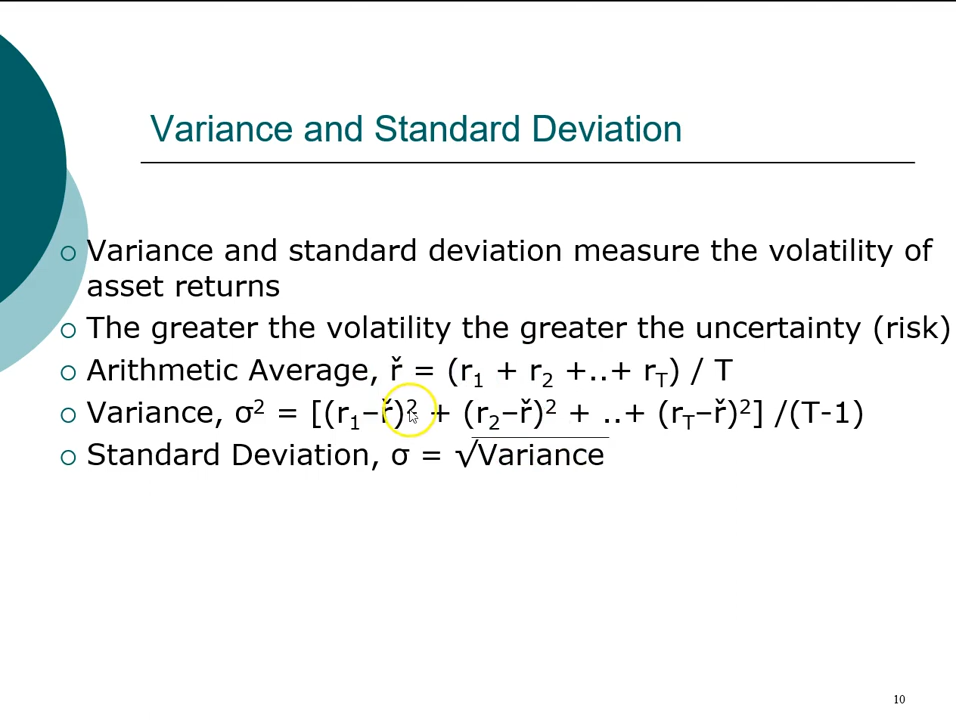 Variance and Standard Deviation
○ Variance and standard deviation measure the volatility of
asset returns
○ The greater the volatility the greater the uncertainty (risk)
○ Arithmetic Average, ř = (r₁ + r₂ +..+ r_T) / T
○ Variance, σ² = [(r₁–ř)² + (r₂–ř)² + ..+ (r_T–ř)²] /(T-1)
○ Standard Deviation, σ = √Variance
10